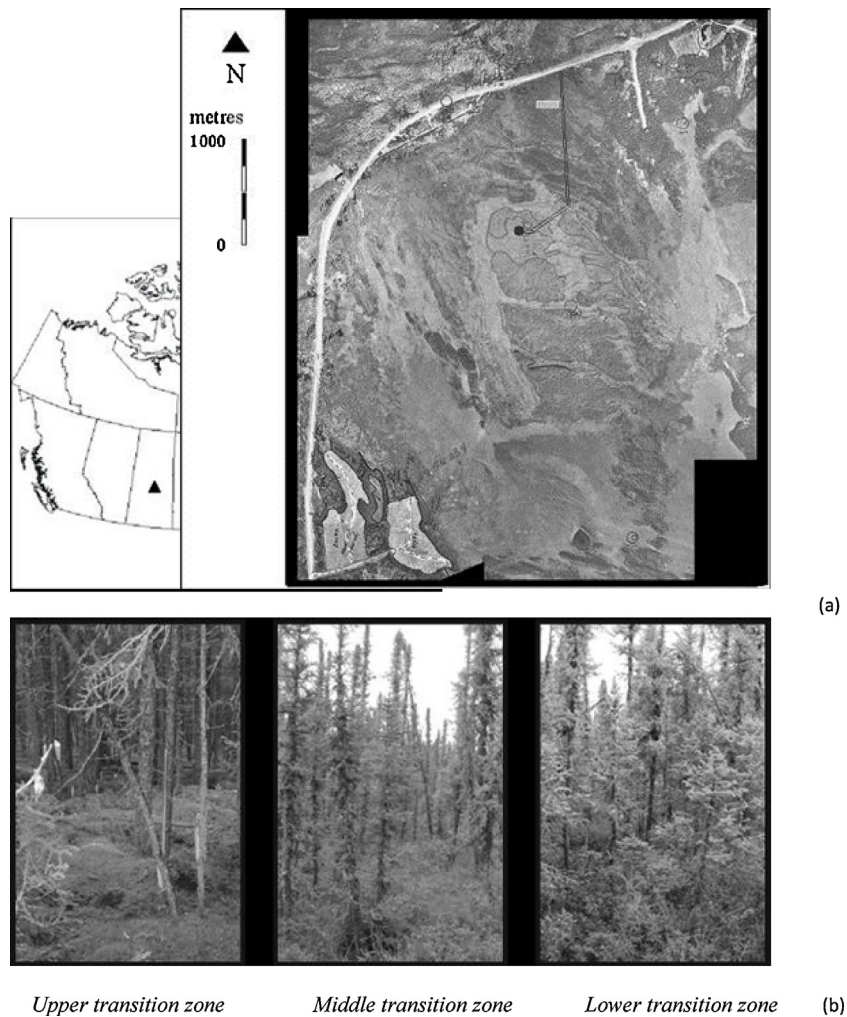 N
metres
1000
0
(a)
Upper transition zone Middle transition zone Lower transition zone (b)